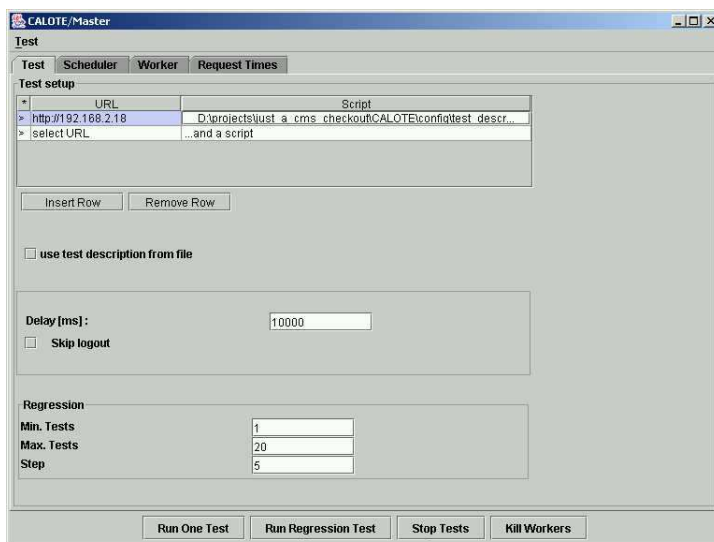 CALOTE/Master
Test
Test Scheduler Worker Request Times
Test setup
* URL Script
> http://192.168.2.18 D:\projects\just_a_cms_checkout\CALOTE\config\test_descr...
> select URL ...and a script
Insert Row Remove Row
use test description from file
Delay [ms] : 10000
Skip logout
Regression
Min. Tests 1
Max. Tests 20
Step 5
Run One Test Run Regression Test Stop Tests Kill Workers